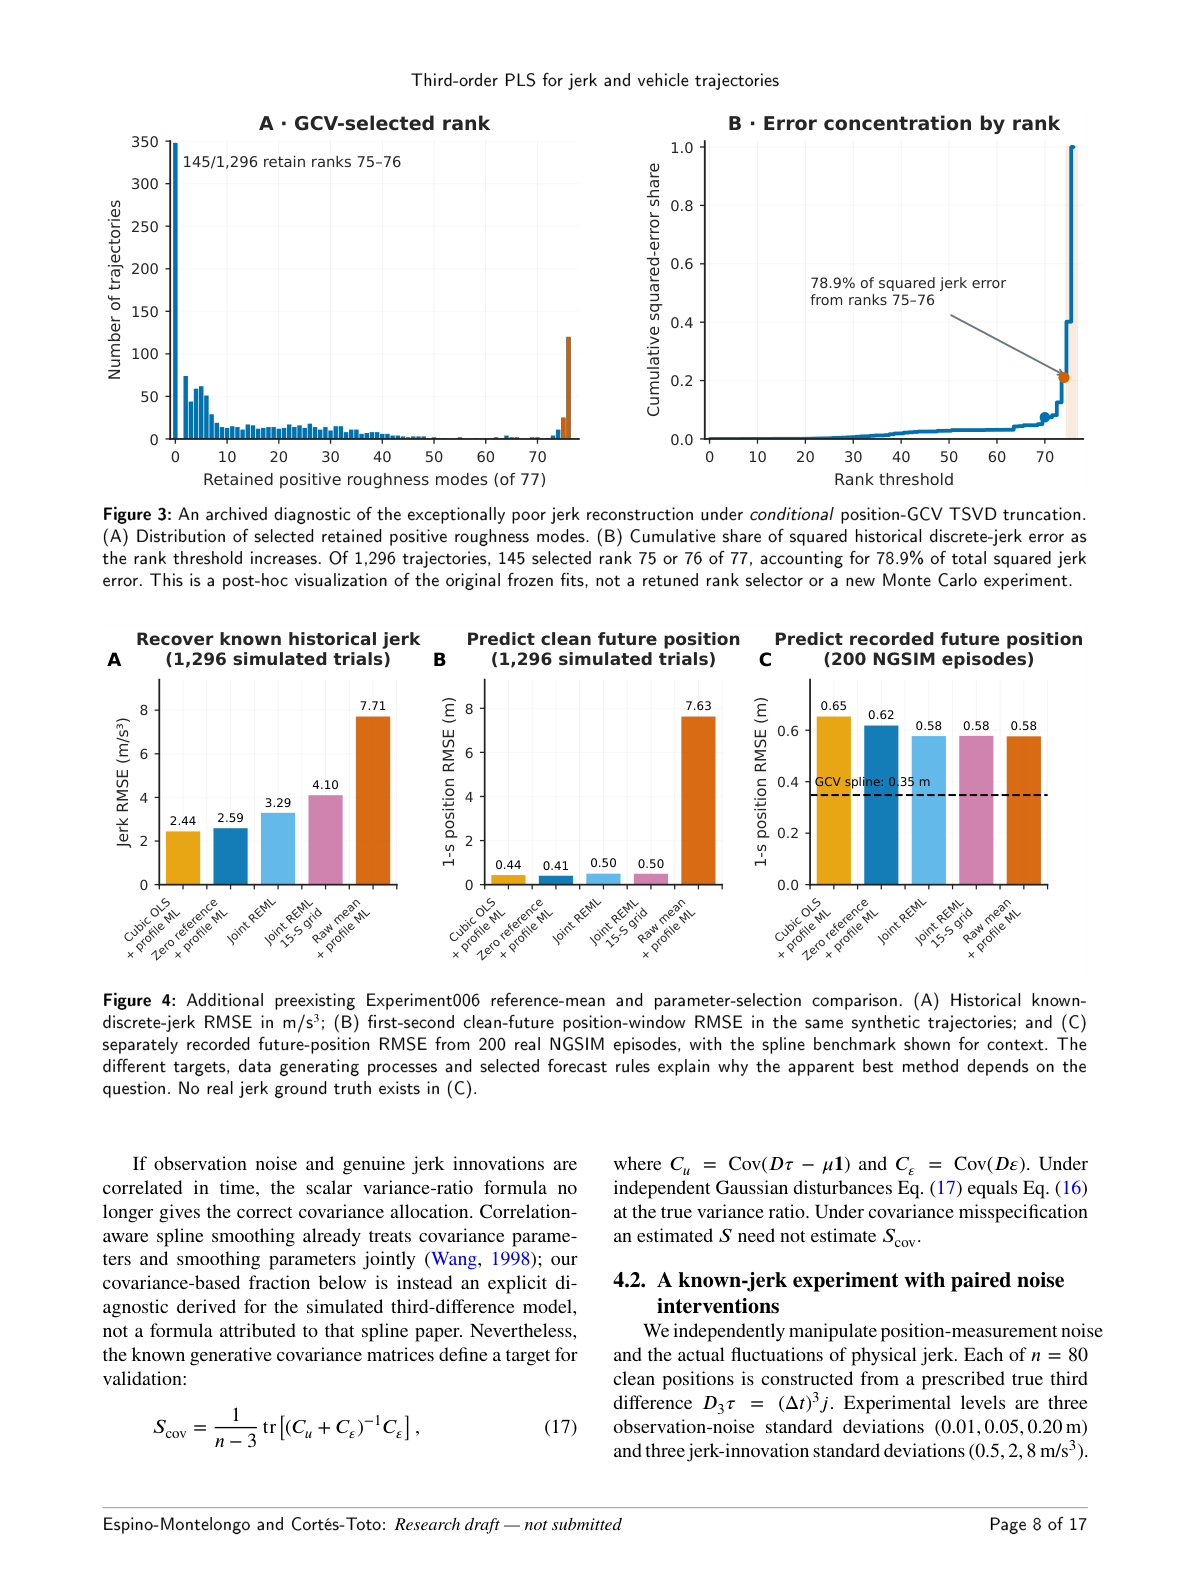 Third-order PLS for jerk and vehicle trajectories
A · GCV-selected rank
145/1,296 retain ranks 75–76
Number of trajectories
350
300
250
200
150
100
50
0
0 10 20 30 40 50 60 70
Retained positive roughness modes (of 77)
B · Error concentration by rank
Cumulative squared-error share
1.0
0.8
0.6
0.4
0.2
0.0
78.9% of squared jerk error
from ranks 75–76
0 10 20 30 40 50 60 70
Rank threshold
Figure 3: An archived diagnostic of the exceptionally poor jerk reconstruction under conditional position-GCV TSVD truncation.
(A) Distribution of selected retained positive roughness modes. (B) Cumulative share of squared historical discrete-jerk error as
the rank threshold increases. Of 1,296 trajectories, 145 selected rank 75 or 76 of 77, accounting for 78.9% of total squared jerk
error. This is a post-hoc visualization of the original frozen fits, not a retuned rank selector or a new Monte Carlo experiment.
A
Recover known historical jerk
(1,296 simulated trials)
Jerk RMSE (m/s³)
8
6
4
2
0
2.44 2.59 3.29 4.10 7.71
Cubic OLS
+ profile ML
Zero reference
+ profile ML
Joint REML
Joint REML
15-S grid
Raw mean
+ profile ML
B
Predict clean future position
(1,296 simulated trials)
1-s position RMSE (m)
8
6
4
2
0
0.44 0.41 0.50 0.50 7.63
Cubic OLS
+ profile ML
Zero reference
+ profile ML
Joint REML
Joint REML
15-S grid
Raw mean
+ profile ML
C
Predict recorded future position
(200 NGSIM episodes)
1-s position RMSE (m)
0.6
0.4
0.2
0.0
0.65 0.62 0.58 0.58 0.58
GCV spline: 0.35 m
Cubic OLS
+ profile ML
Zero reference
+ profile ML
Joint REML
Joint REML
15-S grid
Raw mean
+ profile ML
Figure 4: Additional preexisting Experiment006 reference-mean and parameter-selection comparison. (A) Historical known-
discrete-jerk RMSE in m/s³; (B) first-second clean-future position-window RMSE in the same synthetic trajectories; and (C)
separately recorded future-position RMSE from 200 real NGSIM episodes, with the spline benchmark shown for context. The
different targets, data generating processes and selected forecast rules explain why the apparent best method depends on the
question. No real jerk ground truth exists in (C).
If observation noise and genuine jerk innovations are
correlated in time, the scalar variance-ratio formula no
longer gives the correct covariance allocation. Correlation-
aware spline smoothing already treats covariance parame-
ters and smoothing parameters jointly (Wang, 1998); our
covariance-based fraction below is instead an explicit di-
agnostic derived for the simulated third-difference model,
not a formula attributed to that spline paper. Nevertheless,
the known generative covariance matrices define a target for
validation:
S_cov = 1/(n − 3) tr[(C_u + C_ε)⁻¹C_ε], (17)
where C_u = Cov(Dτ − μ1) and C_ε = Cov(Dε). Under
independent Gaussian disturbances Eq. (17) equals Eq. (16)
at the true variance ratio. Under covariance misspecification
an estimated S need not estimate S_cov.
4.2. A known-jerk experiment with paired noise
interventions
We independently manipulate position-measurement noise
and the actual fluctuations of physical jerk. Each of n = 80
clean positions is constructed from a prescribed true third
difference D₃τ = (Δt)³j. Experimental levels are three
observation-noise standard deviations (0.01, 0.05, 0.20 m)
and three jerk-innovation standard deviations (0.5, 2, 8 m/s³).
Espino-Montelongo and Cortés-Toto: Research draft — not submitted
Page 8 of 17